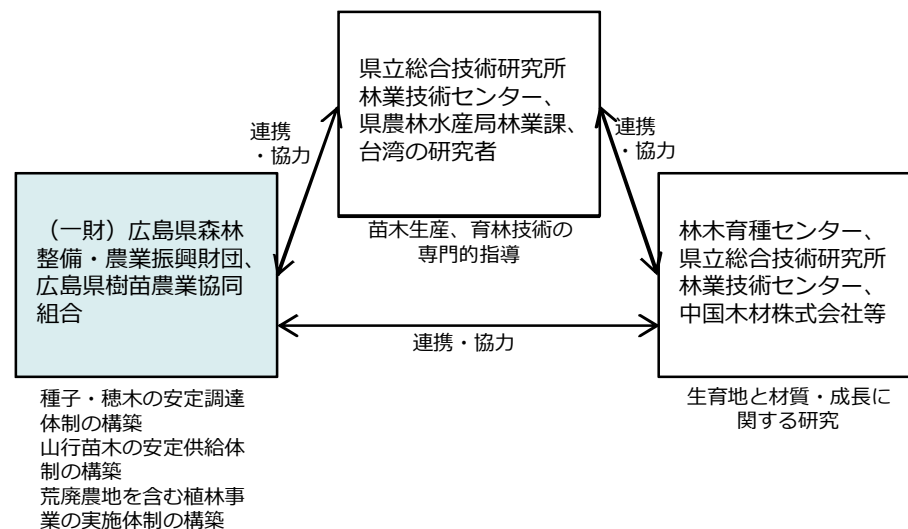 県立総合技術研究所
林業技術センター、
県農林水産局林業課、
台湾の研究者
連携
・協力
連携
・協力
（一財）広島県森林
整備・農業振興財団、
広島県樹苗農業協同
組合
苗木生産、育林技術の
専門的指導
林木育種センター、
県立総合技術研究所
林業技術センター、
中国木材株式会社等
連携・協力
種子・穂木の安定調達
体制の構築
山行苗木の安定供給体
制の構築
荒廃農地を含む植林事
業の実施体制の構築
生育地と材質・成長に
関する研究